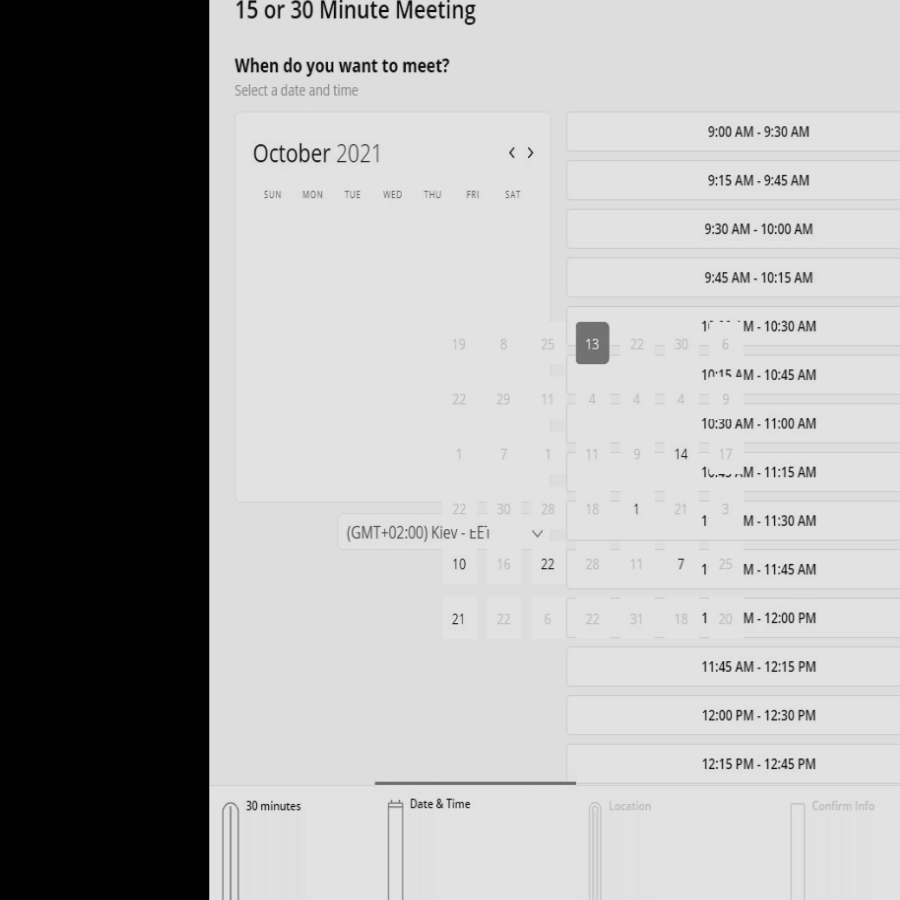 15 or 30 Minute Meeting
When do you want to meet?
Select a date and time
October 2021
SUN MON TUE WED THU FRI SAT
9:00 AM - 9:30 AM
9:15 AM - 9:45 AM
9:30 AM - 10:00 AM
9:45 AM - 10:15 AM
M - 10:30 AM
19 8 25 13 22 30 6
10:15 AM - 10:45 AM
22 29 11 4 4 4 9
10:30 AM - 11:00 AM
1 7 1 11 9 14 17
M - 11:15 AM
22 30 28 18 1 21 3
M - 11:30 AM
(GMT+02:00) Kiev - EET
10 16 22 28 11 7 25
M - 11:45 AM
21 22 6 22 31 18 20
M - 12:00 PM
11:45 AM - 12:15 PM
12:00 PM - 12:30 PM
12:15 PM - 12:45 PM
30 minutes
Date & Time
Location
Confirm Info